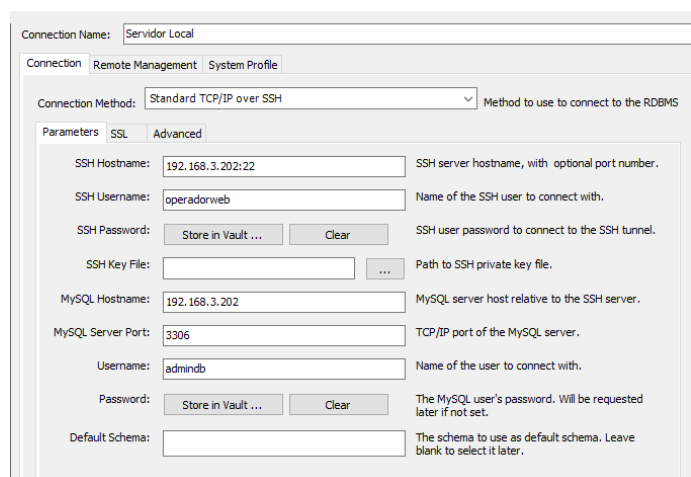 Connection Name: Servidor Local
Connection Remote Management System Profile
Connection Method: Standard TCP/IP over SSH Method to use to connect to the RDBMS
Parameters SSL Advanced
SSH Hostname: 192.168.3.202:22 SSH server hostname, with optional port number.
SSH Username: operadorweb Name of the SSH user to connect with.
SSH Password: Store in Vault ... Clear SSH user password to connect to the SSH tunnel.
SSH Key File: ... Path to SSH private key file.
MySQL Hostname: 192.168.3.202 MySQL server host relative to the SSH server.
MySQL Server Port: 3306 TCP/IP port of the MySQL server.
Username: admindb Name of the user to connect with.
Password: Store in Vault ... Clear The MySQL user's password. Will be requested
later if not set.
Default Schema: The schema to use as default schema. Leave
blank to select it later.